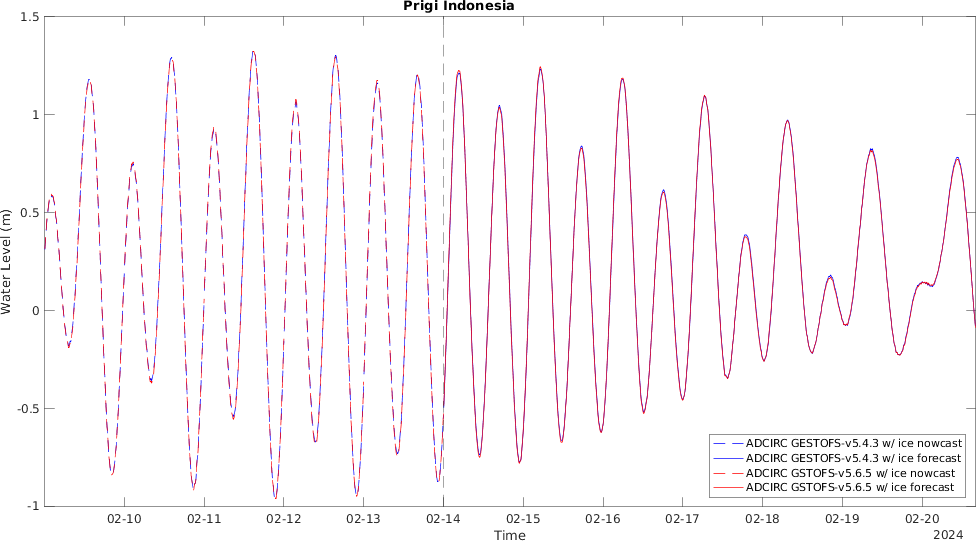 Prigi Indonesia
1.5
1
0.5
0
-0.5
-1
Water Level (m)
02-10
02-11
02-12
02-13
02-14
02-15
02-16
02-17
02-18
02-19
02-20
Time
2024
ADCIRC GESTOFS-v5.4.3 w/ ice nowcast
ADCIRC GESTOFS-v5.4.3 w/ ice forecast
ADCIRC GSTOFS-v5.6.5 w/ ice nowcast
ADCIRC GSTOFS-v5.6.5 w/ ice forecast